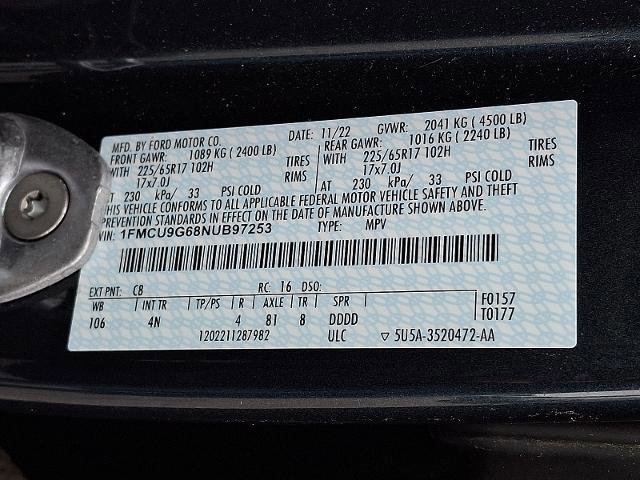 MFD. BY FORD MOTOR CO. DATE: 11/22 GVWR: 2041 KG ( 4500 LB)
FRONT GAWR: 1089 KG ( 2400 LB) REAR GAWR: 1016 KG ( 2240 LB)
WITH 225/65R17 102H TIRES WITH 225/65R17 102H TIRES
17x7.0J RIMS 17x7.0J RIMS
AT 230 kPa/ 33 PSI COLD AT 230 kPa/ 33 PSI COLD
THIS VEHICLE CONFORMS TO ALL APPLICABLE FEDERAL MOTOR VEHICLE SAFETY AND THEFT
PREVENTION STANDARDS IN EFFECT ON THE DATE OF MANUFACTURE SHOWN ABOVE.
VIN: 1FMCU9G68NUB97253 TYPE: MPV
EXT PNT: C8 RC: 16 DSO:
WB INT TR TP/PS R AXLE TR SPR F0157
106 4N 4 81 8 DDDD T0177
1202211287982 ULC ▽ 5U5A-3520472-AA